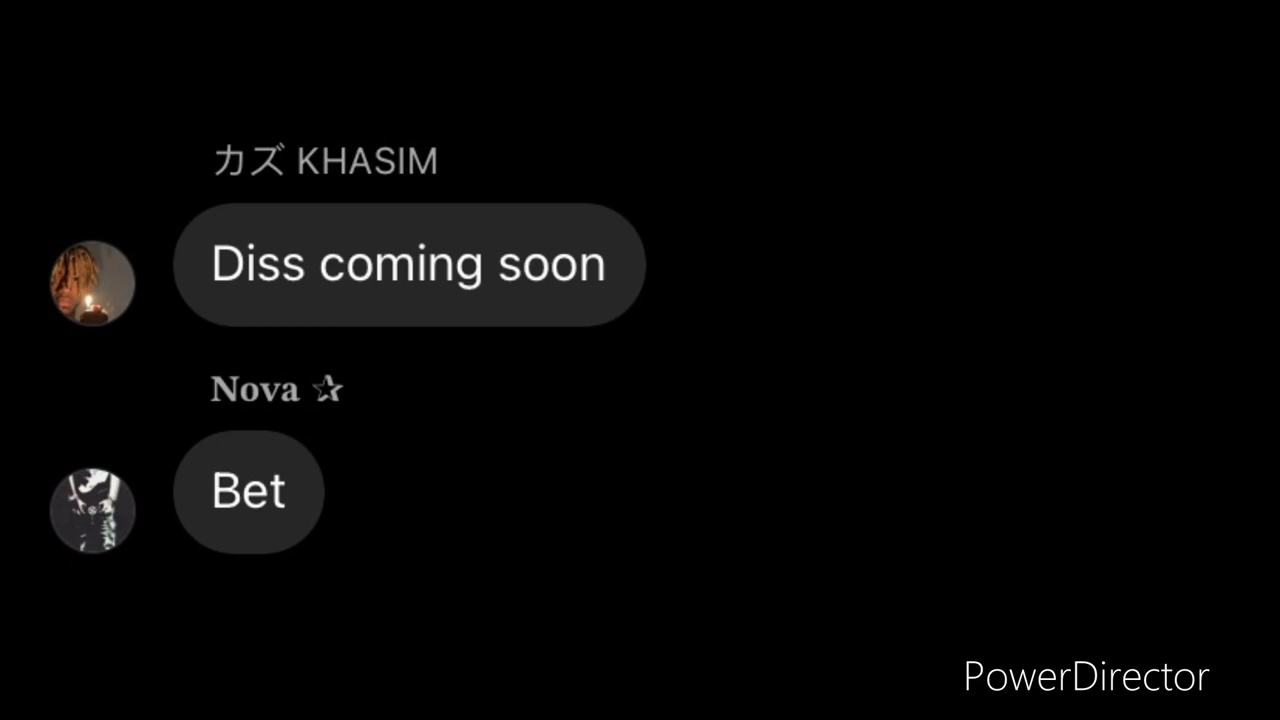 カズ KHASIM
Diss coming soon
Nova ✰
Bet
PowerDirector